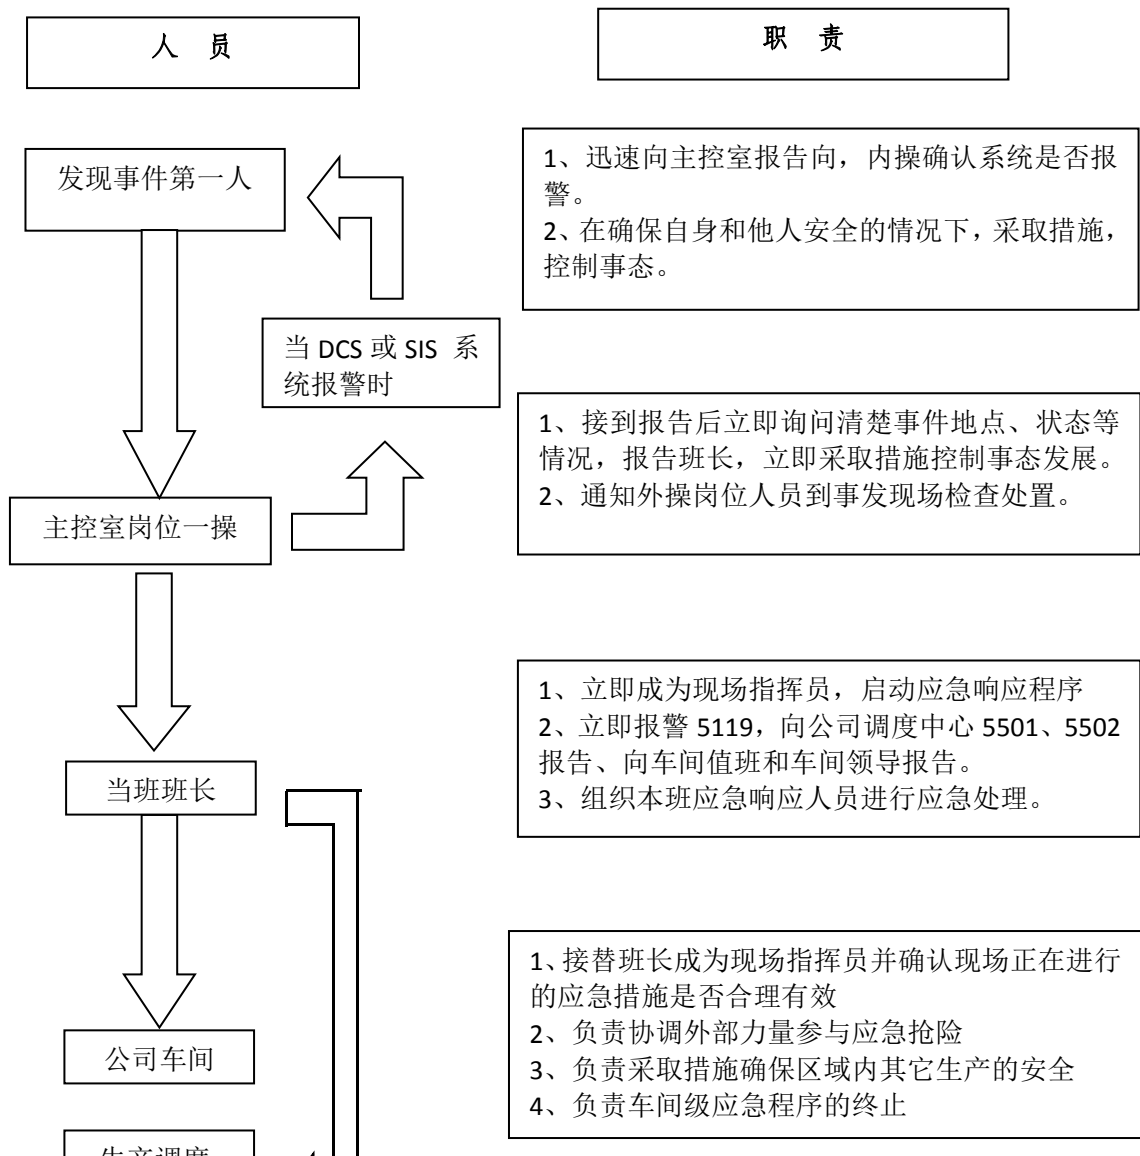 人 员
职 责
发现事件第一人
1、迅速向主控室报告向，内操确认系统是否报
警。
2、在确保自身和他人安全的情况下，采取措施，
控制事态。
当 DCS 或 SIS 系
统报警时
1、接到报告后立即询问清楚事件地点、状态等
情况，报告班长，立即采取措施控制事态发展。
2、通知外操岗位人员到事发现场检查处置。
主控室岗位一操
1、立即成为现场指挥员，启动应急响应程序
2、立即报警 5119，向公司调度中心 5501、5502
报告、向车间值班和车间领导报告。
3、组织本班应急响应人员进行应急处理。
当班班长
1、接替班长成为现场指挥员并确认现场正在进行
的应急措施是否合理有效
2、负责协调外部力量参与应急抢险
3、负责采取措施确保区域内其它生产的安全
4、负责车间级应急程序的终止
公司车间
生产调度